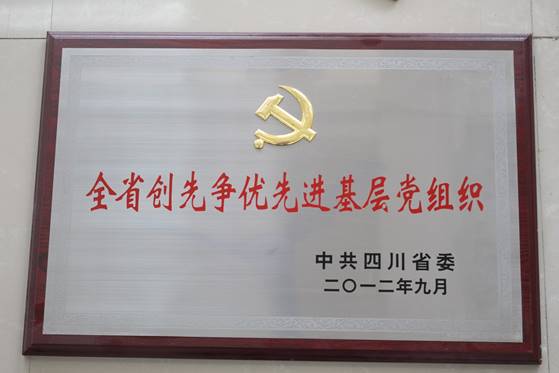 全省创先争优先进基层党组织
中共四川省委
二〇一二年九月